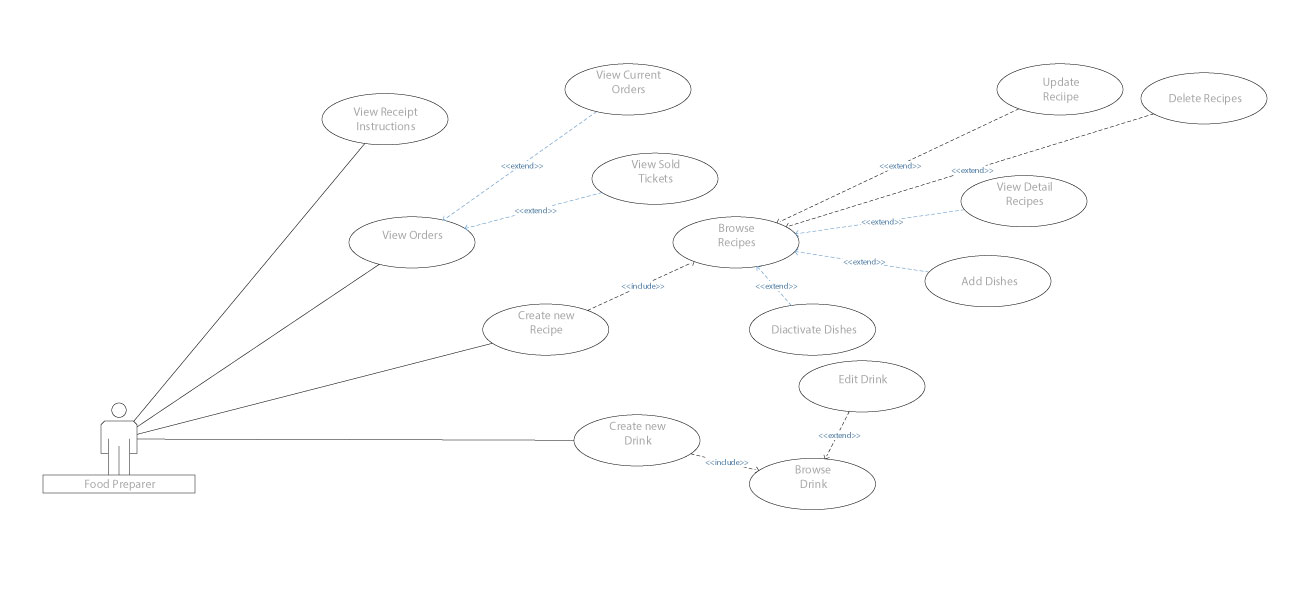 View Current
Orders
Update
Reciipe
Delete Recipes
View Receipt
Instructions
<<extend>>
<<extend>>
<<extend>>
View Sold
Tickets
View Detail
Recipes
<<extend>>
<<extend>>
View Orders
Browse
Recipes
<<extend>>
Add Dishes
<<include>>
<<extend>>
Create new
Recipe
Diactivate Dishes
Edit Drink
Create new
Drink
<<extend>>
<<include>>
Browse
Drink
Food Preparer